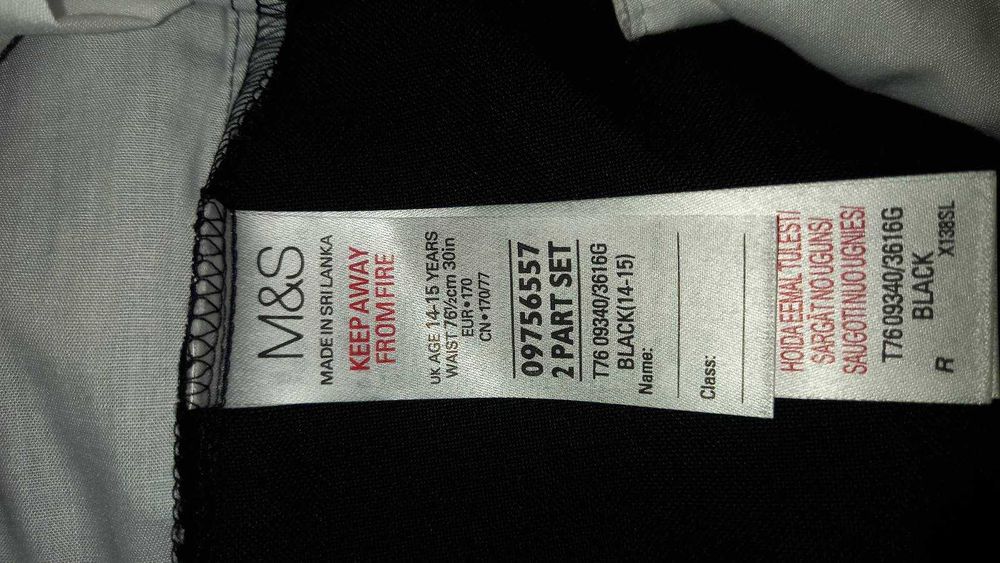 M&S
MADE IN SRI LANKA
KEEP AWAY
FROM FIRE
UK AGE 14-15 YEARS
WAIST 76½cm 30in
EUR•170
CN•170/77
09756557
2 PART SET
T76 09340/3616G
BLACK(14-15)
Name:
Class:
HOIDA EEMAL TULEST/
SARGĀT NO UGUNS/
SAUGOTI NUO UGNIES/
T76 09340/3616G
BLACK
R X138SL